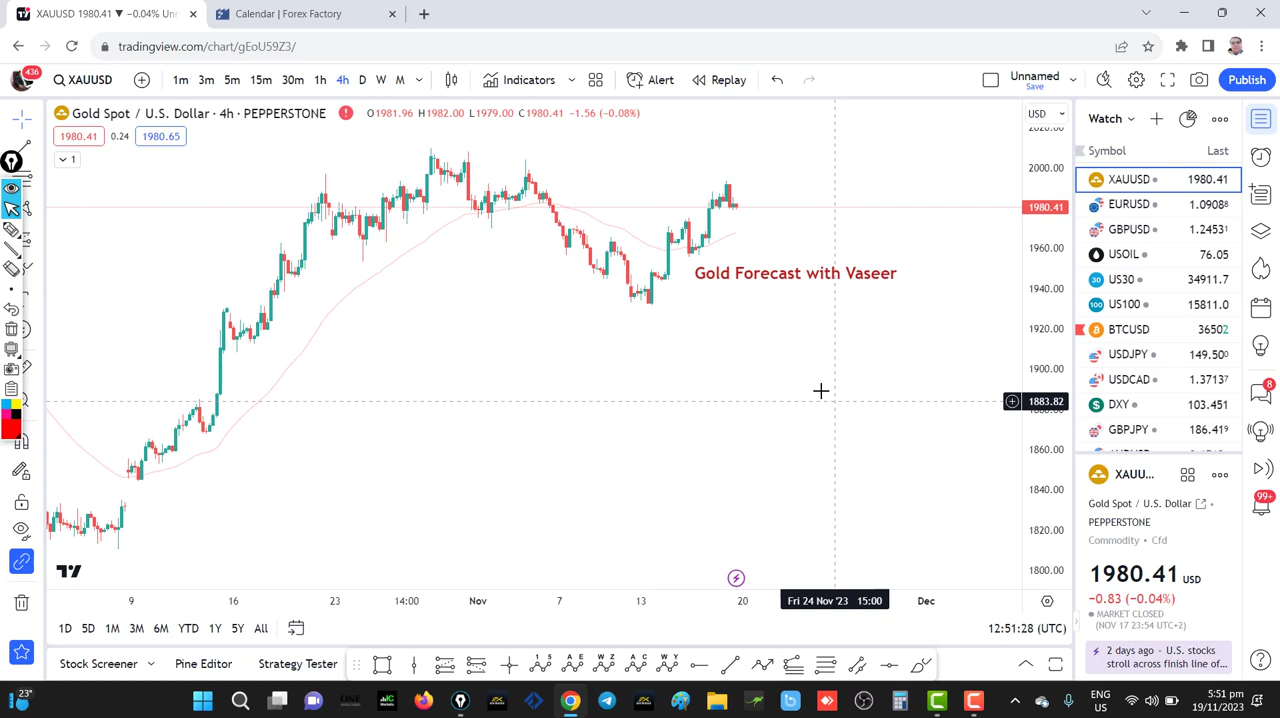 XAUUSD 1980.41 ▼ −0.04% Un
Calendar | Forex Factory
tradingview.com/chart/gEoU59Z3/
436
XAUUSD
1m 3m 5m 15m 30m 1h 4h D W M
Indicators
Alert
Replay
Unnamed
Save
Publish
Gold Spot / U.S. Dollar · 4h · PEPPERSTONE
O1981.96 H1982.00 L1979.00 C1980.41 −1.56 (−0.08%)
1980.41 0.24 1980.65
1
USD
2020.00
2000.00
1980.41
1960.00
1940.00
1920.00
1900.00
1883.82
1860.00
1840.00
1820.00
1800.00
Gold Forecast with Vaseer
9 16 23 14:00 Nov 7 13 20 Fri 24 Nov '23 15:00 Dec
1D 5D 1M 3M 6M YTD 1Y 5Y All
12:51:28 (UTC)
Stock Screener
Pine Editor
Strategy Tester
Watch
Symbol Last
XAUUSD 1980.41
EURUSD 1.09088
GBPUSD 1.24531
USOIL 76.05
US30 34911.7
US100 15811.0
BTCUSD 36502
USDJPY 149.500
USDCAD 1.37137
DXY 103.451
GBPJPY 186.419
XAU...
Gold Spot / U.S. Dollar
PEPPERSTONE
Commodity · Cfd
1980.41 USD
−0.83 (−0.04%)
MARKET CLOSED
(NOV 17 23:54 UTC+2)
2 days ago · U.S. stocks
stroll across finish line of...
8
99+
23°
ENG
US
5:51 pm
19/11/2023